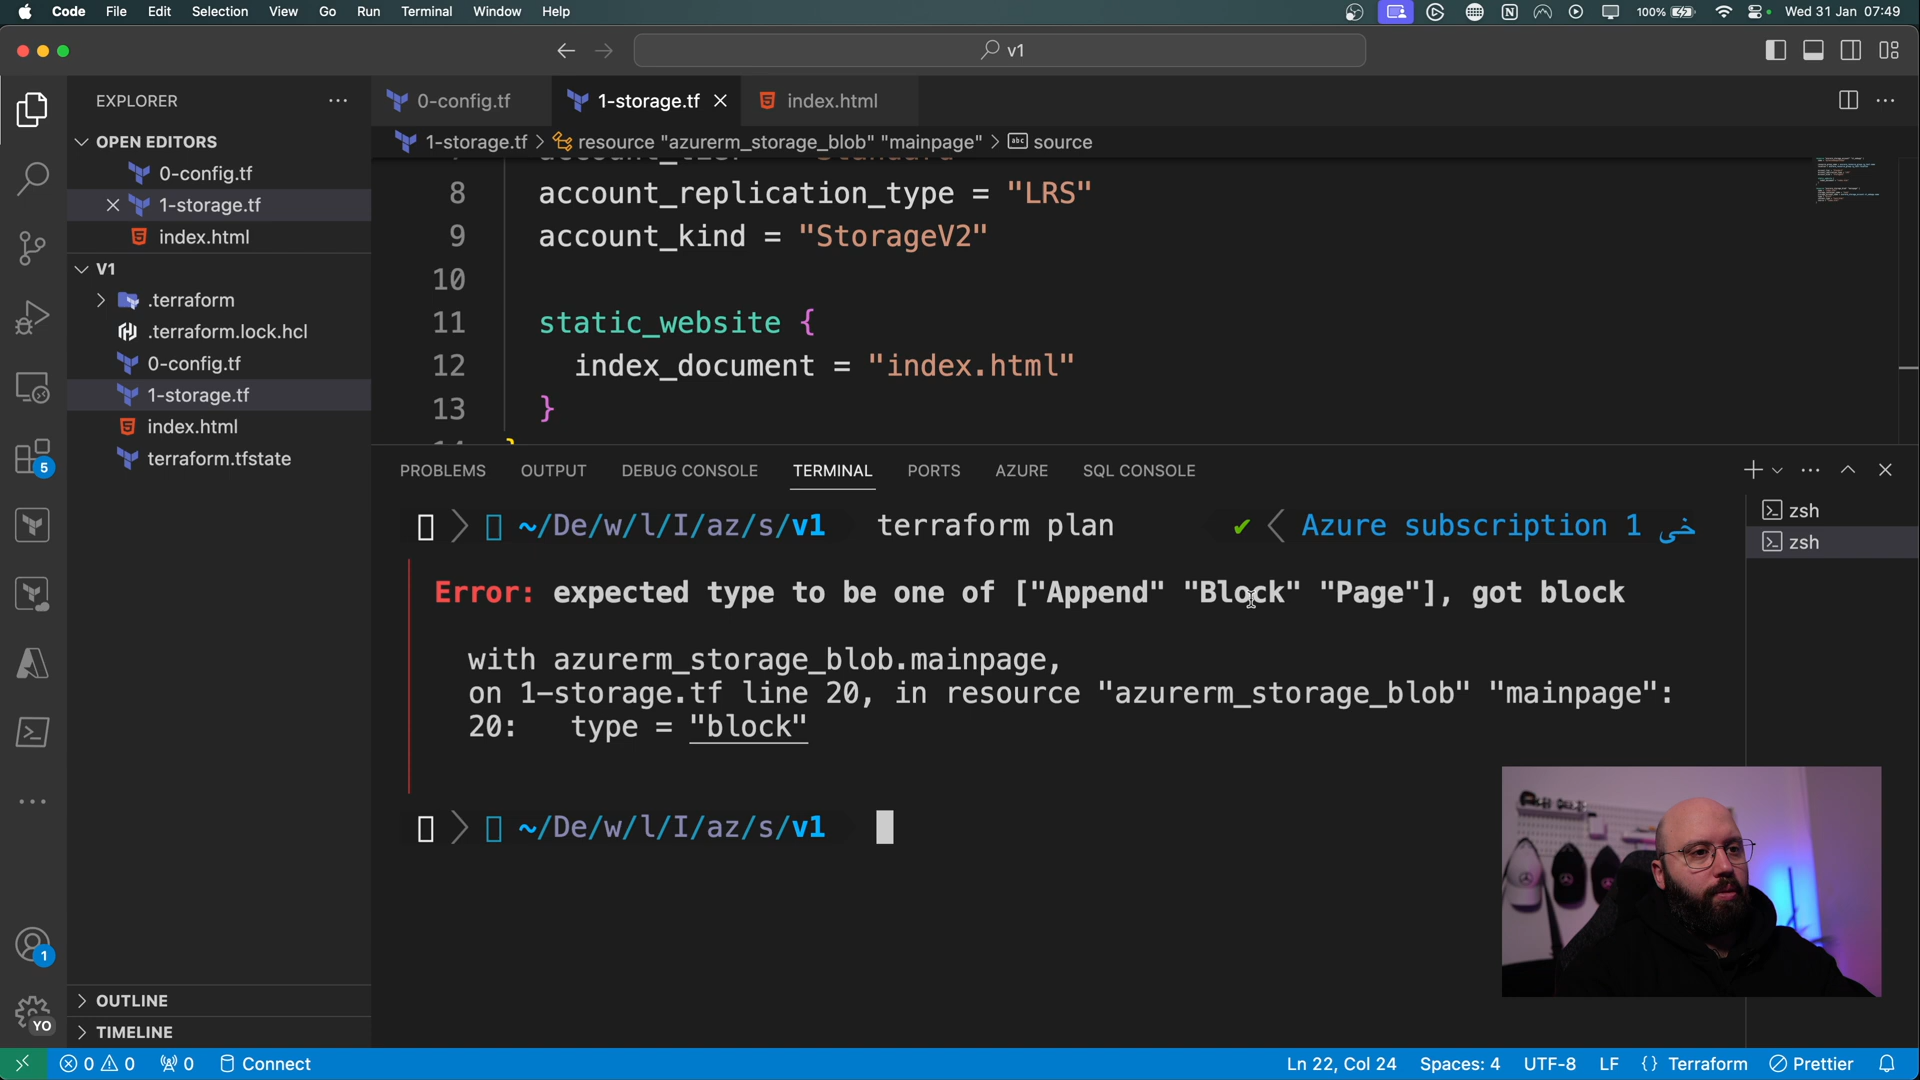 Code File Edit Selection View Go Run Terminal Window Help 100% Wed 31 Jan 07:49
v1
EXPLORER
OPEN EDITORS
0-config.tf
1-storage.tf
index.html
V1
.terraform
.terraform.lock.hcl
0-config.tf
1-storage.tf
index.html
terraform.tfstate
OUTLINE
TIMELINE
5
1
YO
0-config.tf 1-storage.tf index.html
1-storage.tf > resource "azurerm_storage_blob" "mainpage" > source
8 account_replication_type = "LRS"
9 account_kind = "StorageV2"
10
11 static_website {
12 index_document = "index.html"
13 }
PROBLEMS OUTPUT DEBUG CONSOLE TERMINAL PORTS AZURE SQL CONSOLE
~/De/w/l/I/az/s/v1 terraform plan ✔ Azure subscription 1
Error: expected type to be one of ["Append" "Block" "Page"], got block
with azurerm_storage_blob.mainpage,
on 1-storage.tf line 20, in resource "azurerm_storage_blob" "mainpage":
20: type = "block"
~/De/w/l/I/az/s/v1
zsh
zsh
0 0 0 Connect Ln 22, Col 24 Spaces: 4 UTF-8 LF {} Terraform Prettier